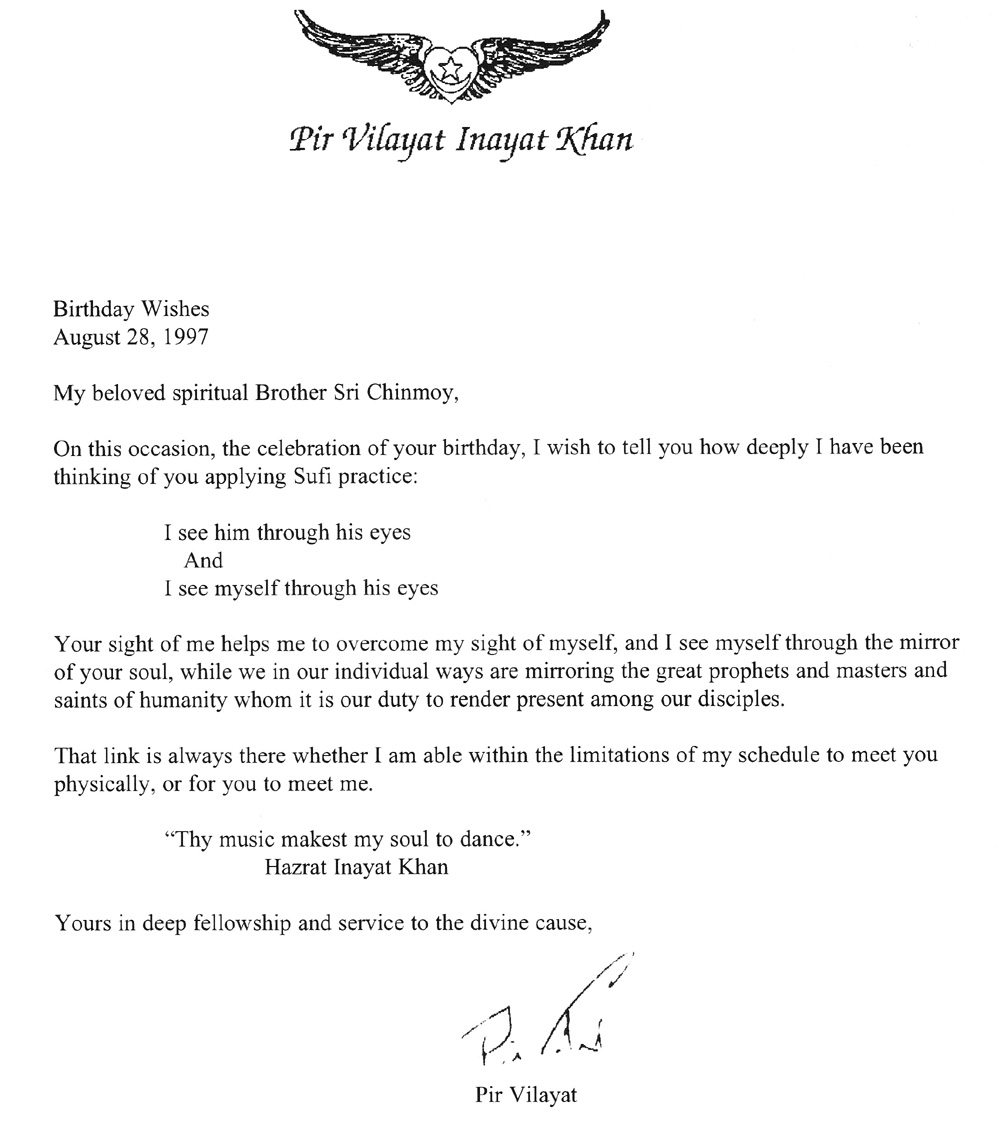 Pir Vilayat Inayat Khan
Birthday Wishes
August 28, 1997
My beloved spiritual Brother Sri Chinmoy,
On this occasion, the celebration of your birthday, I wish to tell you how deeply I have been
thinking of you applying Sufi practice:
I see him through his eyes
And
I see myself through his eyes
Your sight of me helps me to overcome my sight of myself, and I see myself through the mirror
of your soul, while we in our individual ways are mirroring the great prophets and masters and
saints of humanity whom it is our duty to render present among our disciples.
That link is always there whether I am able within the limitations of my schedule to meet you
physically, or for you to meet me.
“Thy music makest my soul to dance.”
Hazrat Inayat Khan
Yours in deep fellowship and service to the divine cause,
Pir Vilayat